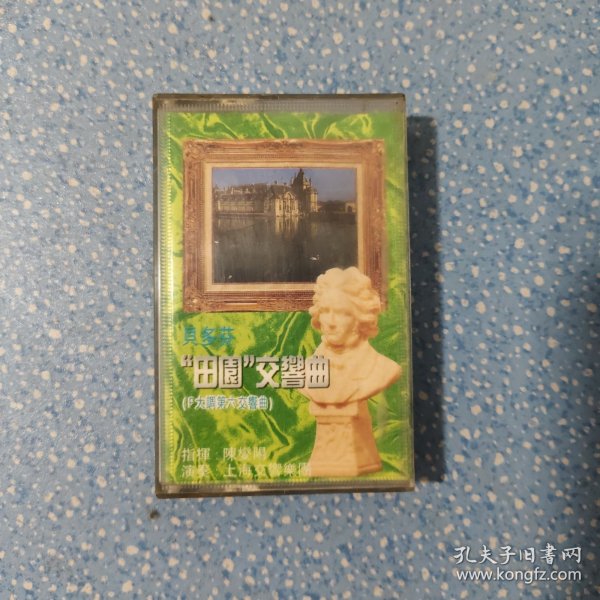 貝多芬
“田園”交響曲
(F大調第六交響曲)
指揮 陳燮陽
演奏 上海交響樂團
孔夫子旧书网
www.kongfz.com